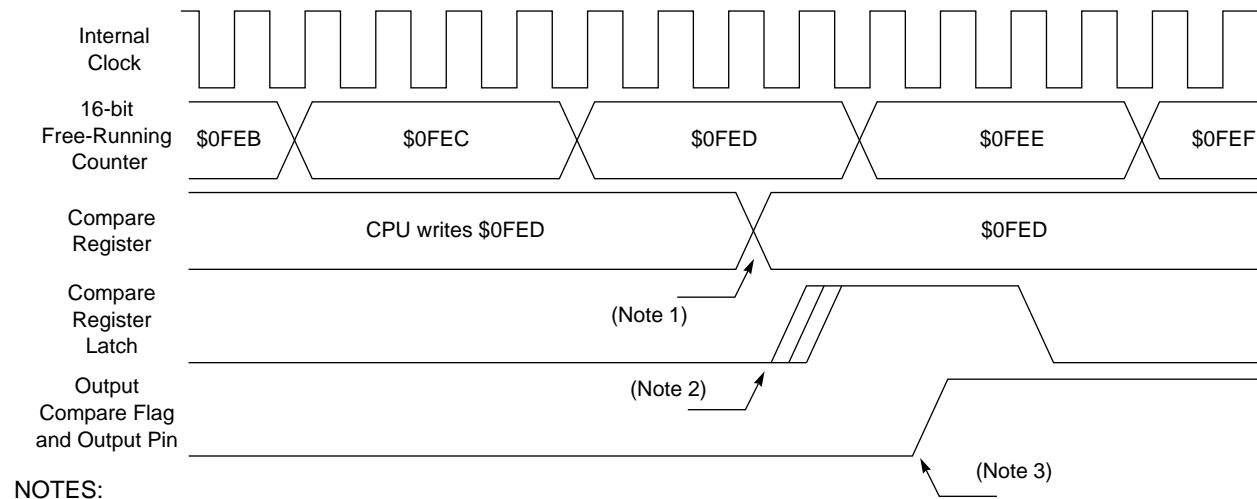 Internal
Clock
16-bit
Free-Running
Counter
$0FEB
$0FEC
$0FED
$0FEE
$0FEF
Compare
Register
CPU writes $0FED
$0FED
(Note 1)
Compare
Register
Latch
(Note 2)
Output
Compare Flag
and Output Pin
(Note 3)
NOTES: